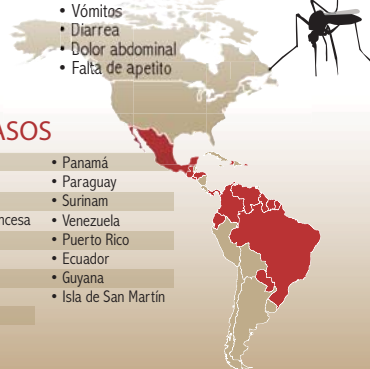 • Vómitos
• Diarrea
• Dolor abdominal
• Falta de apetito
ASOS
• Panamá
• Paraguay
• Surinam
ncesa • Venezuela
• Puerto Rico
• Ecuador
• Guyana
• Isla de San Martín